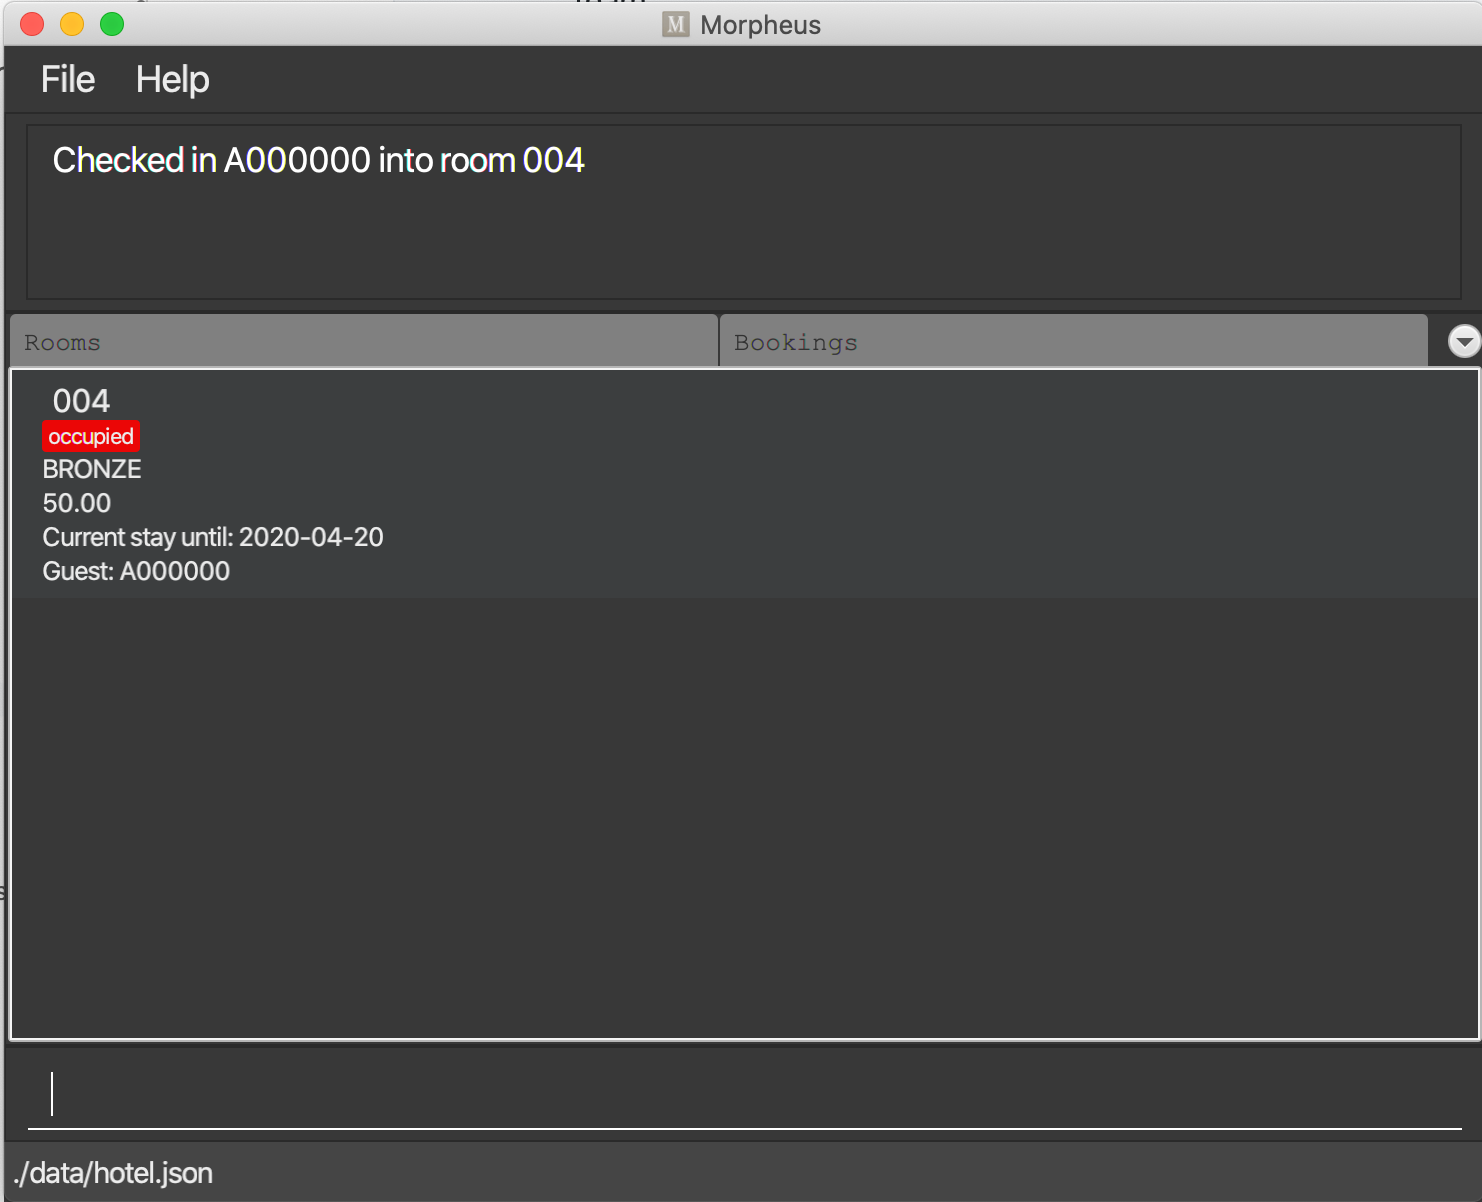 M Morpheus
File Help
Checked in A000000 into room 004
Rooms Bookings
004
occupied
BRONZE
50.00
Current stay until: 2020-04-20
Guest: A000000
./data/hotel.json